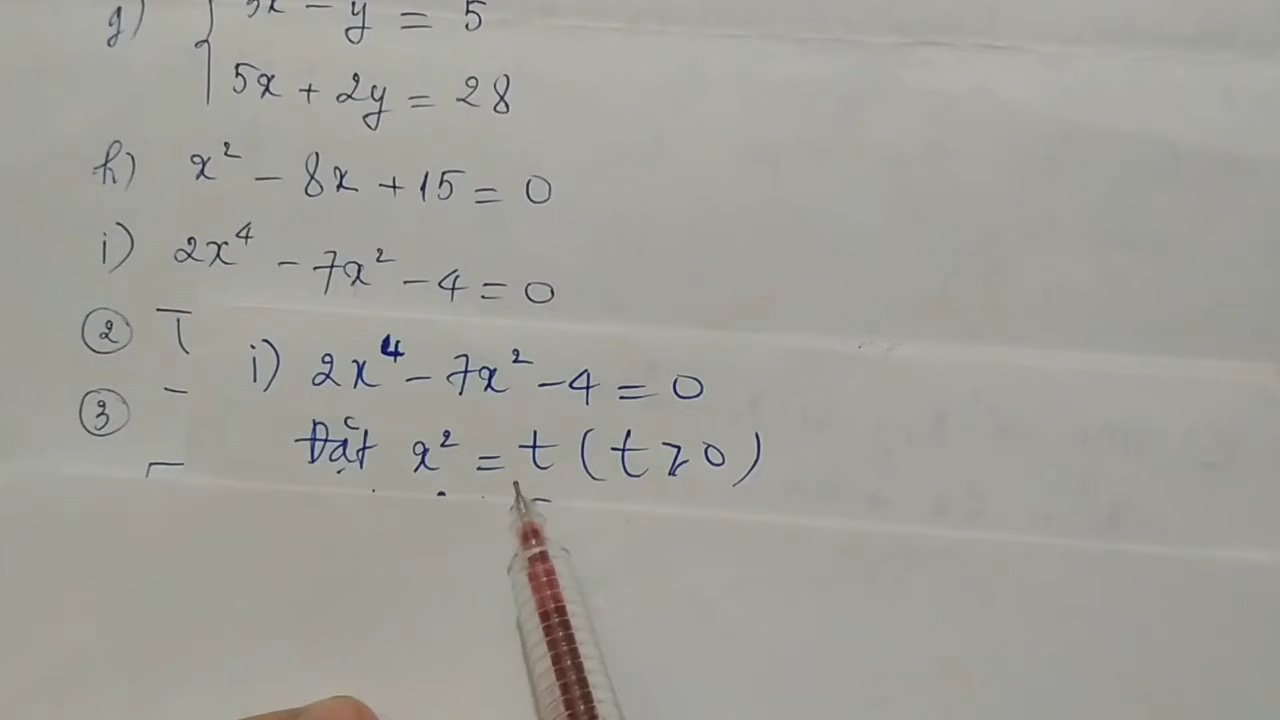 g) 3x - y = 5
5x + 2y = 28
h) x² - 8x + 15 = 0
i) 2x⁴ - 7x² - 4 = 0
②
i) 2x⁴ - 7x² - 4 = 0
③
Đặt x² = t (t ≥ 0)